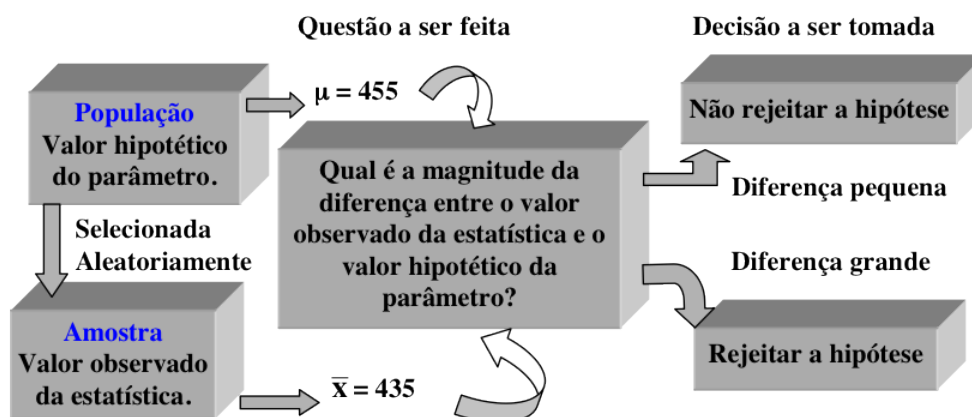 Questão a ser feita
Decisão a ser tomada
População
Valor hipotético
do parâmetro.
μ = 455
Não rejeitar a hipótese
Qual é a magnitude da
diferença entre o valor
observado da estatística e o
valor hipotético da
parâmetro?
Diferença pequena
Selecionada
Aleatoriamente
Diferença grande
Amostra
Valor observado
da estatística.
x̅ = 435
Rejeitar a hipótese